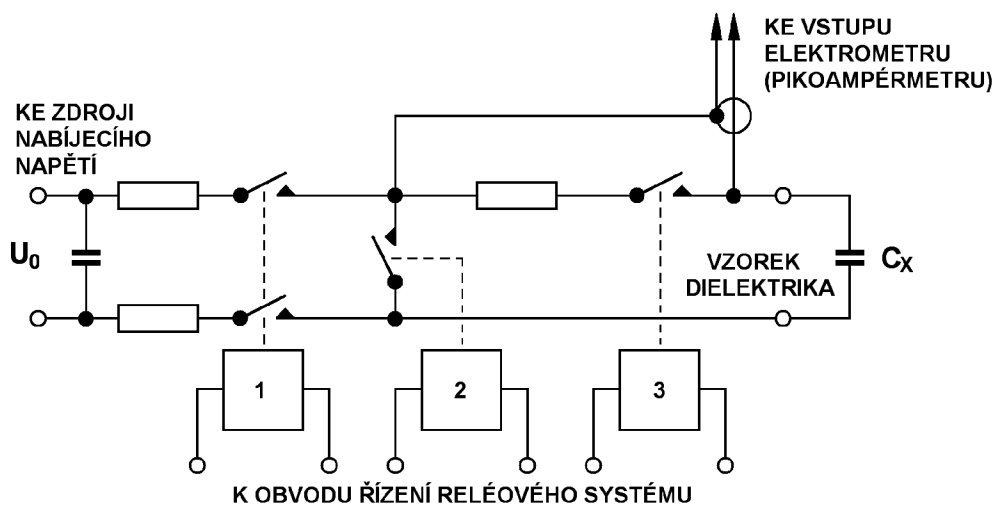 KE VSTUPU
ELEKTROMETRU
(PIKOAMPÉRMETRU)
KE ZDROJI
NABÍJECÍHO
NAPĚTÍ
U₀
VZOREK
DIELEKTRIKA
Cₓ
1
2
3
K OBVODU ŘÍZENÍ RELÉOVÉHO SYSTÉMU